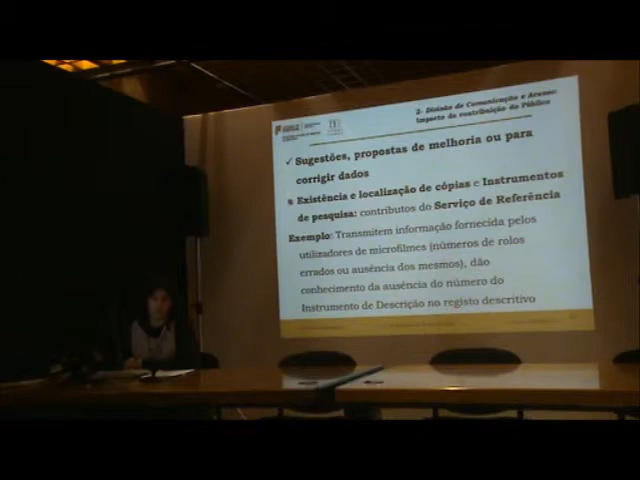 2- Divisão de Comunicação e Acesso:
Impacto da contribuição do Público
✓ Sugestões, propostas de melhoria ou para
corrigir dados
Existência e localização de cópias e Instrumentos
de pesquisa: contributos do Serviço de Referência
Exemplo: Transmitem informação fornecida pelos
utilizadores de microfilmes (números de rolos
errados ou ausência dos mesmos), dão
conhecimento da ausência do número do
Instrumento de Descrição no registo descritivo